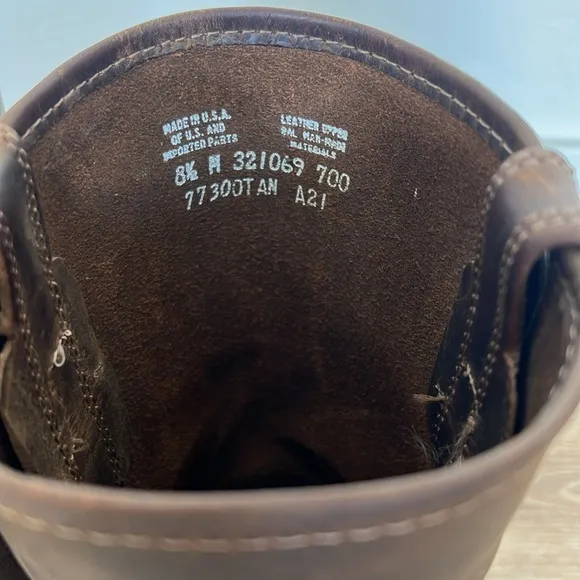 MADE IN U.S.A.
OF U.S. AND
IMPORTED PARTS
LEATHER UPPER
BAL MAN-MADE
MATERIALS
8½ M 321069 700
77300TAN A21